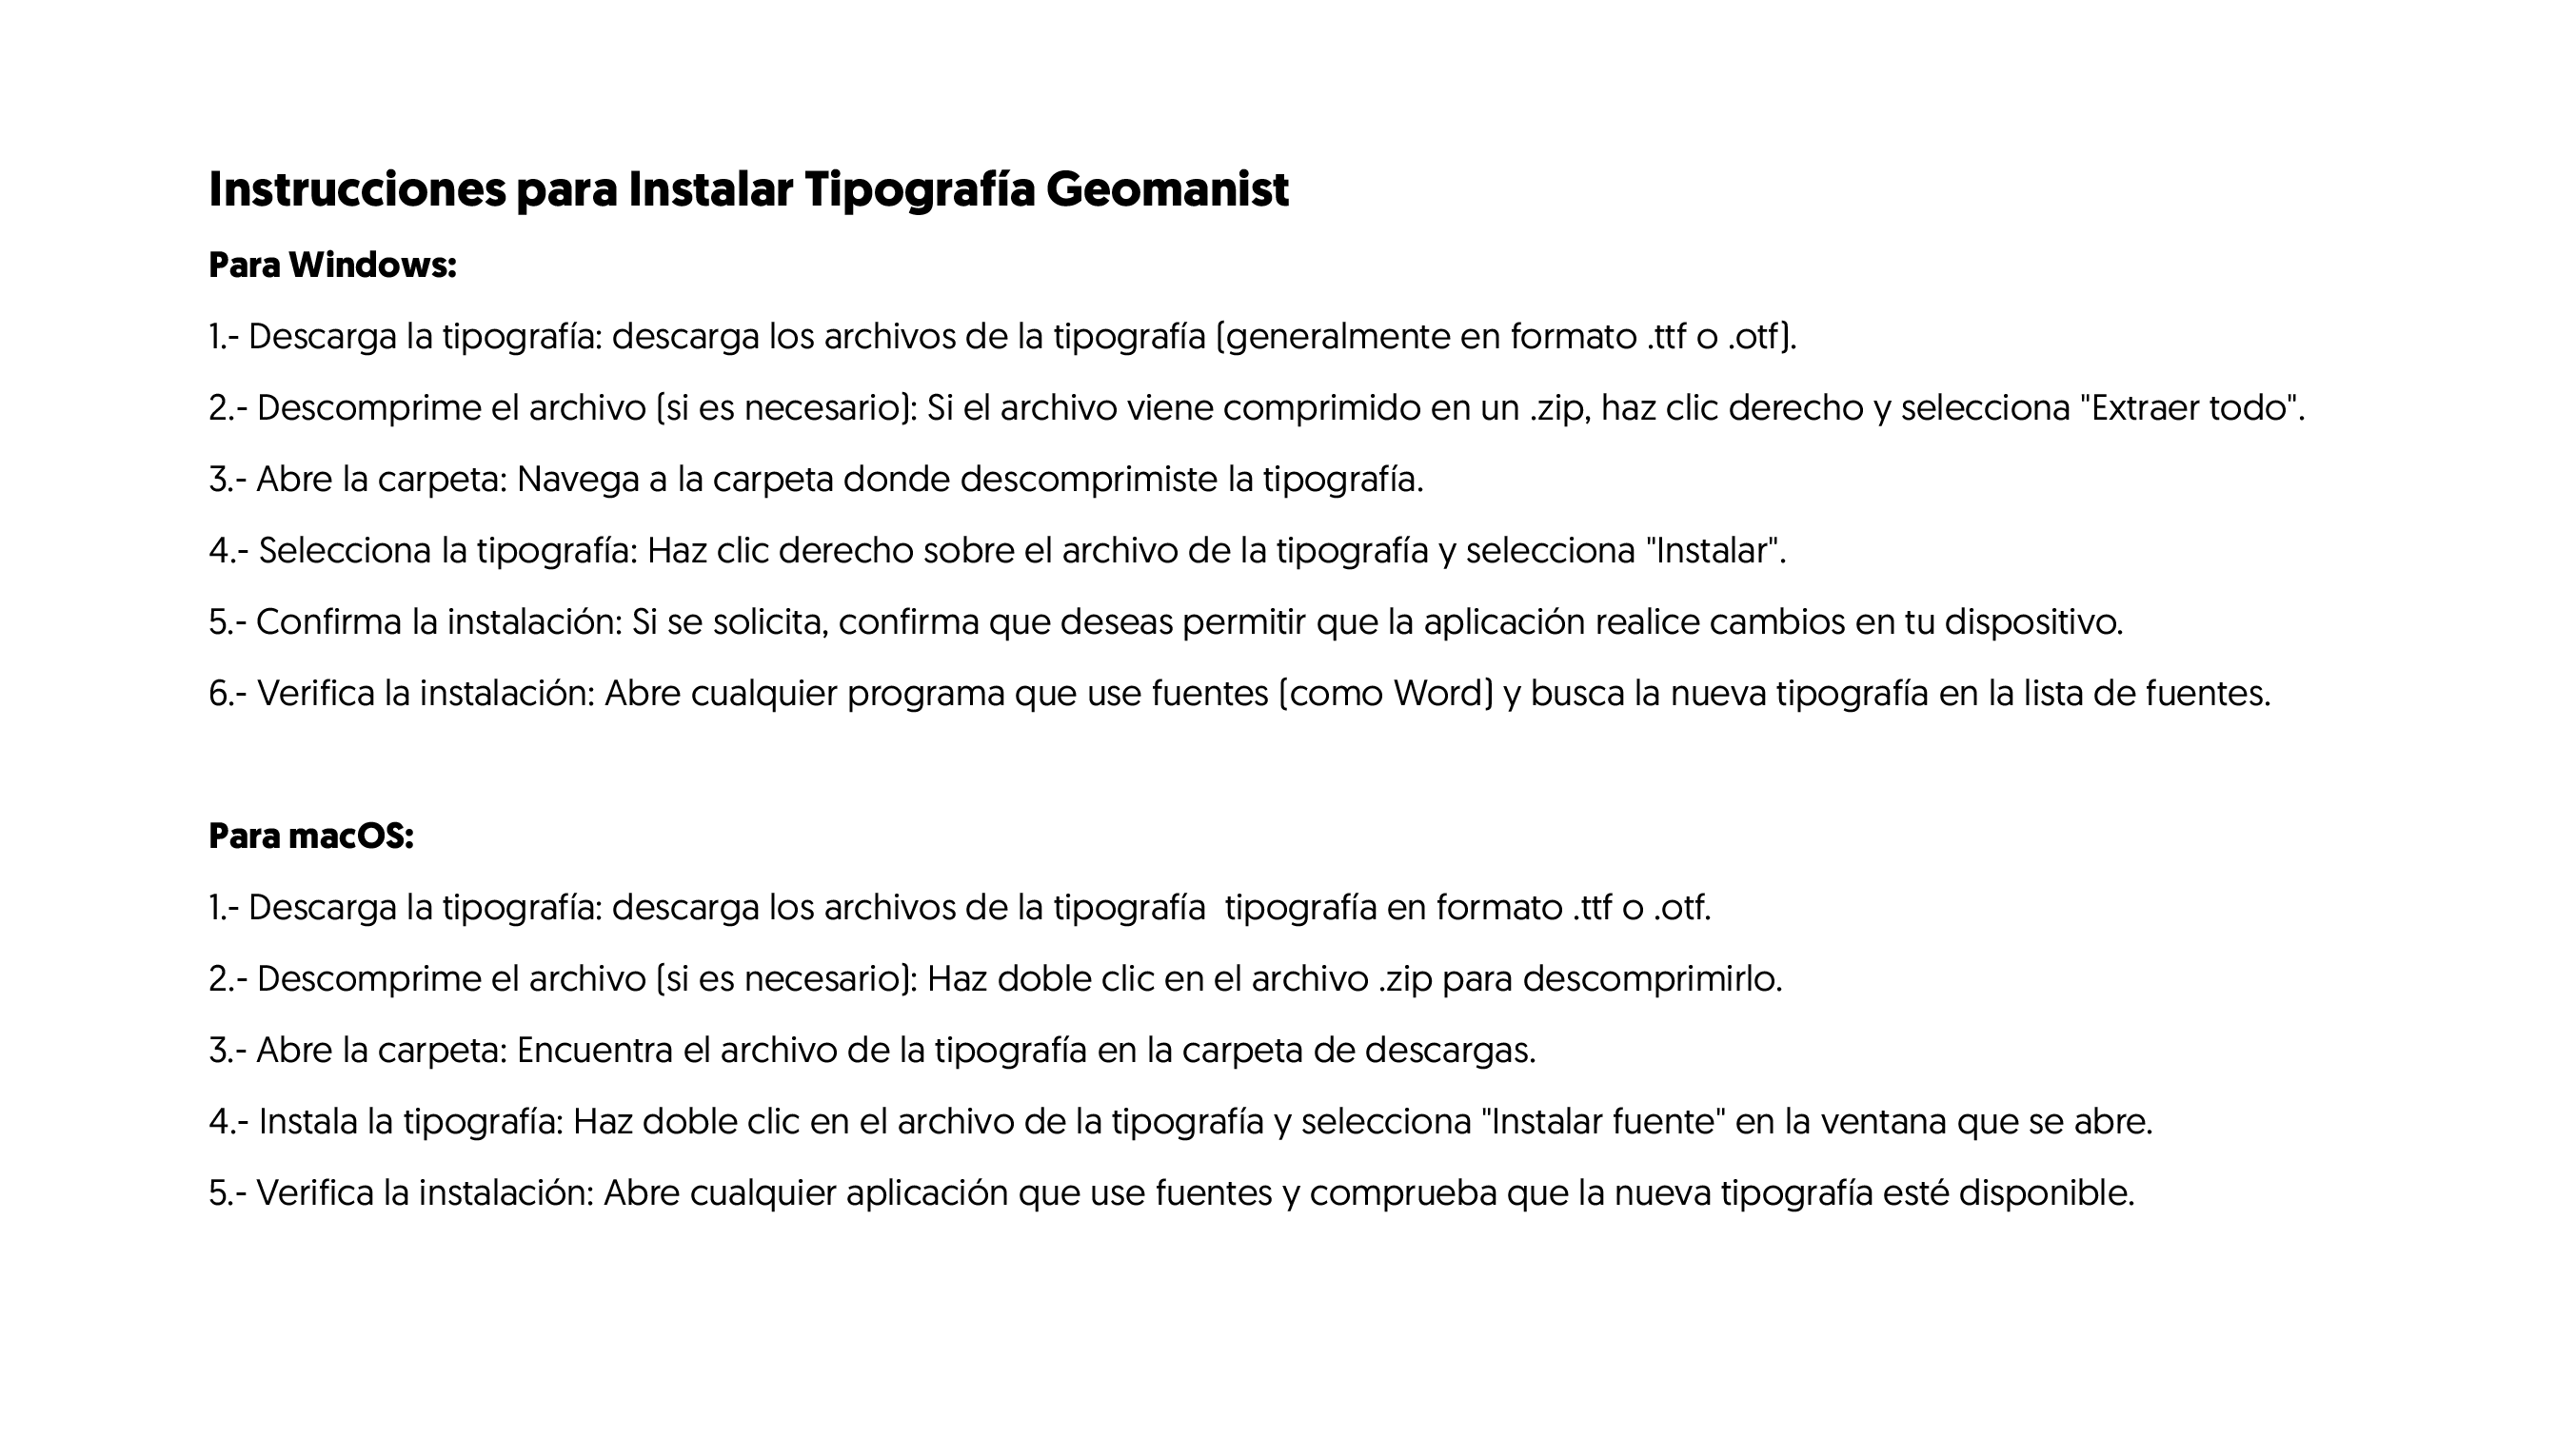 Instrucciones para Instalar Tipografía Geomanist
Para Windows:
1.- Descarga la tipografía: descarga los archivos de la tipografía (generalmente en formato .ttf o .otf).
2.- Descomprime el archivo (si es necesario): Si el archivo viene comprimido en un .zip, haz clic derecho y selecciona "Extraer todo".
3.- Abre la carpeta: Navega a la carpeta donde descomprimiste la tipografía.
4.- Selecciona la tipografía: Haz clic derecho sobre el archivo de la tipografía y selecciona "Instalar".
5.- Confirma la instalación: Si se solicita, confirma que deseas permitir que la aplicación realice cambios en tu dispositivo.
6.- Verifica la instalación: Abre cualquier programa que use fuentes (como Word) y busca la nueva tipografía en la lista de fuentes.
Para macOS:
1.- Descarga la tipografía: descarga los archivos de la tipografía  tipografía en formato .ttf o .otf.
2.- Descomprime el archivo (si es necesario): Haz doble clic en el archivo .zip para descomprimirlo.
3.- Abre la carpeta: Encuentra el archivo de la tipografía en la carpeta de descargas.
4.- Instala la tipografía: Haz doble clic en el archivo de la tipografía y selecciona "Instalar fuente" en la ventana que se abre.
5.- Verifica la instalación: Abre cualquier aplicación que use fuentes y comprueba que la nueva tipografía esté disponible.